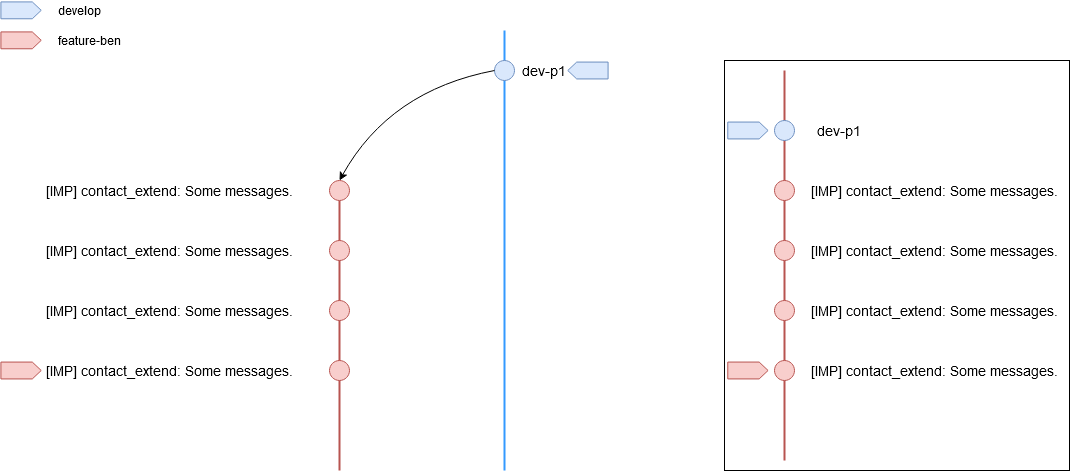 develop
feature-ben
dev-p1
[IMP] contact_extend: Some messages.
[IMP] contact_extend: Some messages.
[IMP] contact_extend: Some messages.
[IMP] contact_extend: Some messages.
dev-p1
[IMP] contact_extend: Some messages.
[IMP] contact_extend: Some messages.
[IMP] contact_extend: Some messages.
[IMP] contact_extend: Some messages.